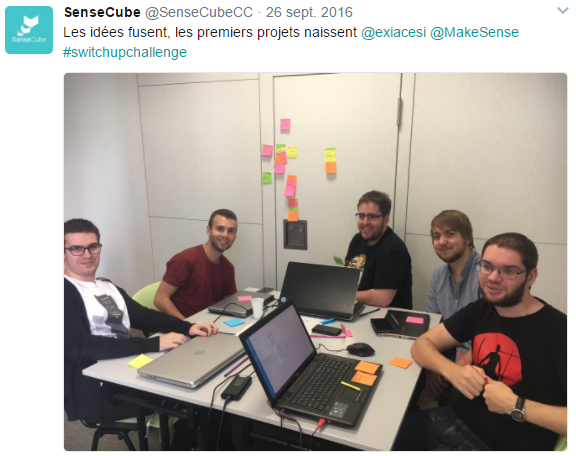 SenseCube @SenseCubeCC · 26 sept. 2016
Les idées fusent, les premiers projets naissent @exiacesi @MakeSense
#switchupchallenge
SenseCube